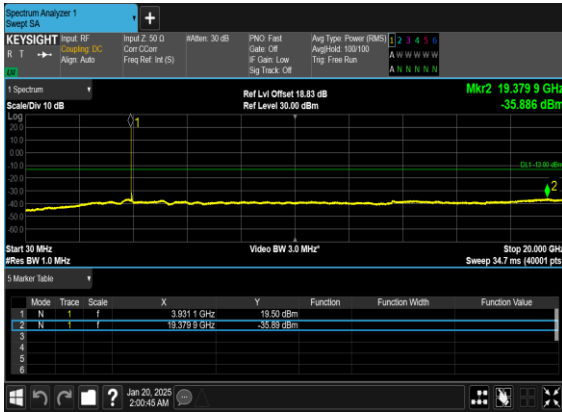 Spectrum Analyzer 1
Swept SA
KEYSIGHT
R T
LXI
Input: RF
Coupling: DC
Align: Auto
Input Z: 50 Ω
Corr CCorr
Freq Ref: Int (S)
#Atten: 30 dB
PNO: Fast
Gate: Off
IF Gain: Low
Sig Track: Off
Avg Type: Power (RMS)
Avg|Hold: 100/100
Trig: Free Run
1 2 3 4 5 6
A W W W W W
A N N N N N
1 Spectrum
Scale/Div 10 dB
Ref Lvl Offset 18.83 dB
Ref Level 30.00 dBm
Mkr2 19.379 9 GHz
-35.886 dBm
Log
20.0
10.0
0.00
-10.0
-20.0
-30.0
-40.0
-50.0
-60.0
1
DL1 -13.00 dBm
2
Start 30 MHz
#Res BW 1.0 MHz
Video BW 3.0 MHz*
Stop 20.000 GHz
Sweep 34.7 ms (40001 pts)
5 Marker Table
Mode Trace Scale X Y Function Function Width Function Value
1 N 1 f 3.931 1 GHz 19.50 dBm
2 N 1 f 19.379 9 GHz -35.89 dBm
3
4
5
6
?
Jan 20, 2025
2:00:45 AM